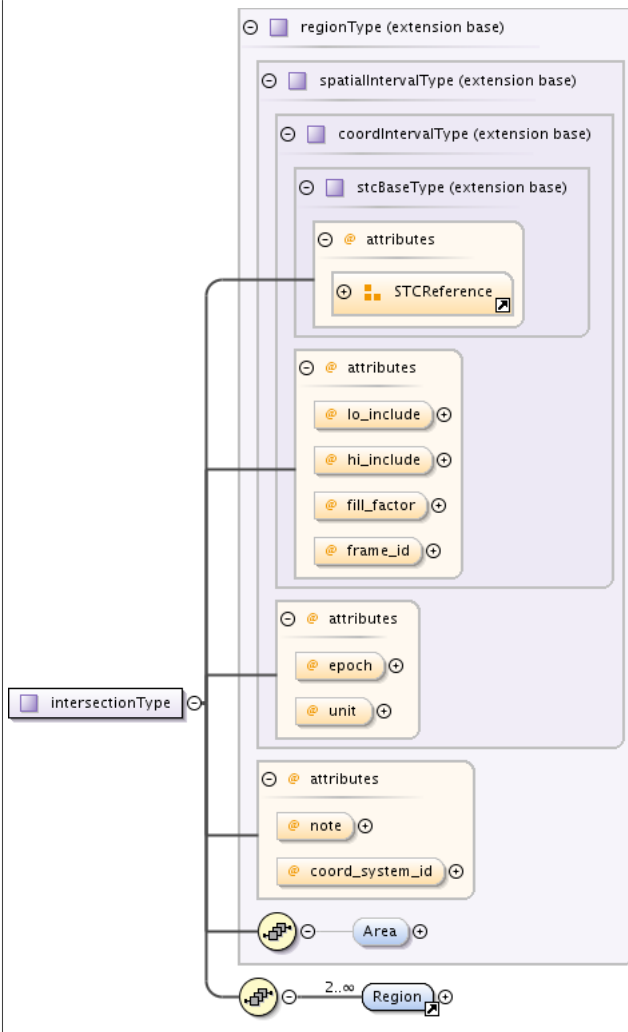 regionType (extension base)
spatialIntervalType (extension base)
coordIntervalType (extension base)
stcBaseType (extension base)
@ attributes
STCReference
@ attributes
@ lo_include
@ hi_include
@ fill_factor
@ frame_id
@ attributes
@ epoch
@ unit
intersectionType
@ attributes
@ note
@ coord_system_id
Area
2..∞
Region